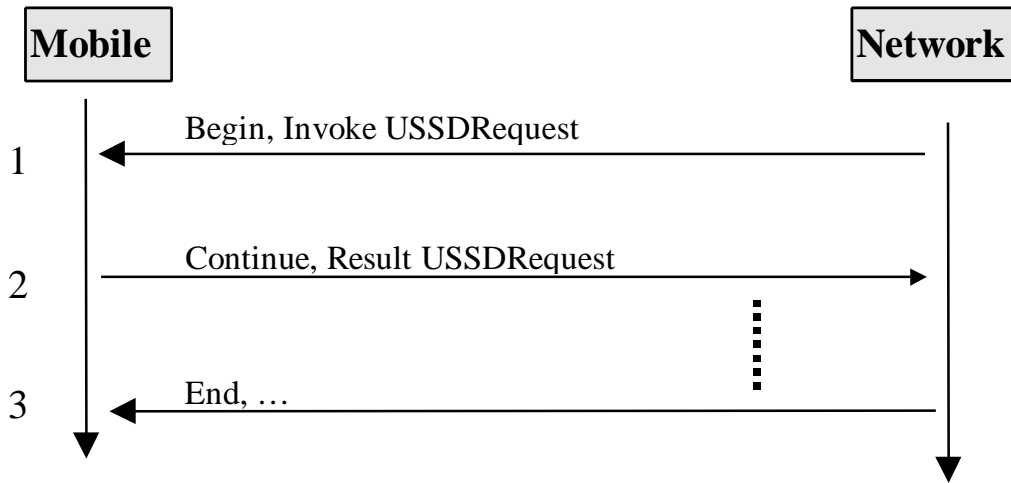 Mobile
Network
Begin, Invoke USSDRequest
1
Continue, Result USSDRequest
2
End, …
3